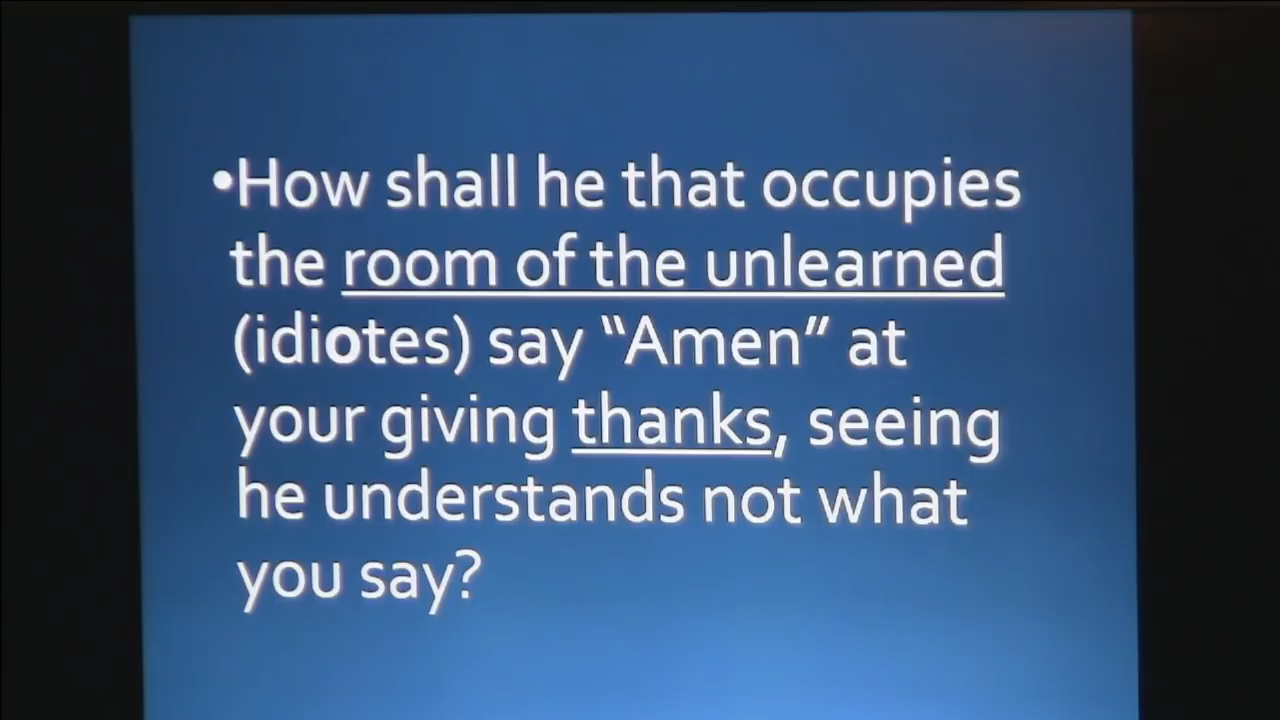 •How shall he that occupies
the room of the unlearned
(idiotes) say “Amen” at
your giving thanks, seeing
he understands not what
you say?